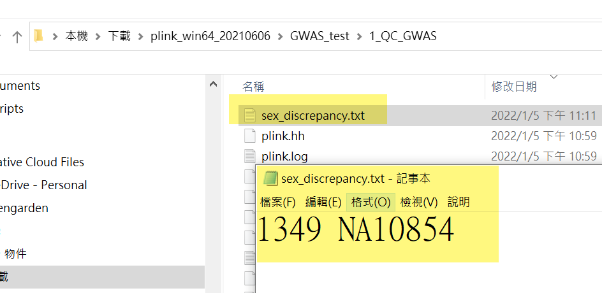 本機 › 下載 › plink_win64_20210606 › GWAS_test › 1_QC_GWAS
uments
ripts
ative Cloud Files
eDrive - Personal
engarden
物件
載
名稱
修改日期
sex_discrepancy.txt
2022/1/5 下午 11:11
plink.hh
2022/1/5 下午 10:59
plink.log
2022/1/5 下午 10:59
sex_discrepancy.txt - 記事本
檔案(F) 編輯(E) 格式(O) 檢視(V) 說明
1349 NA10854